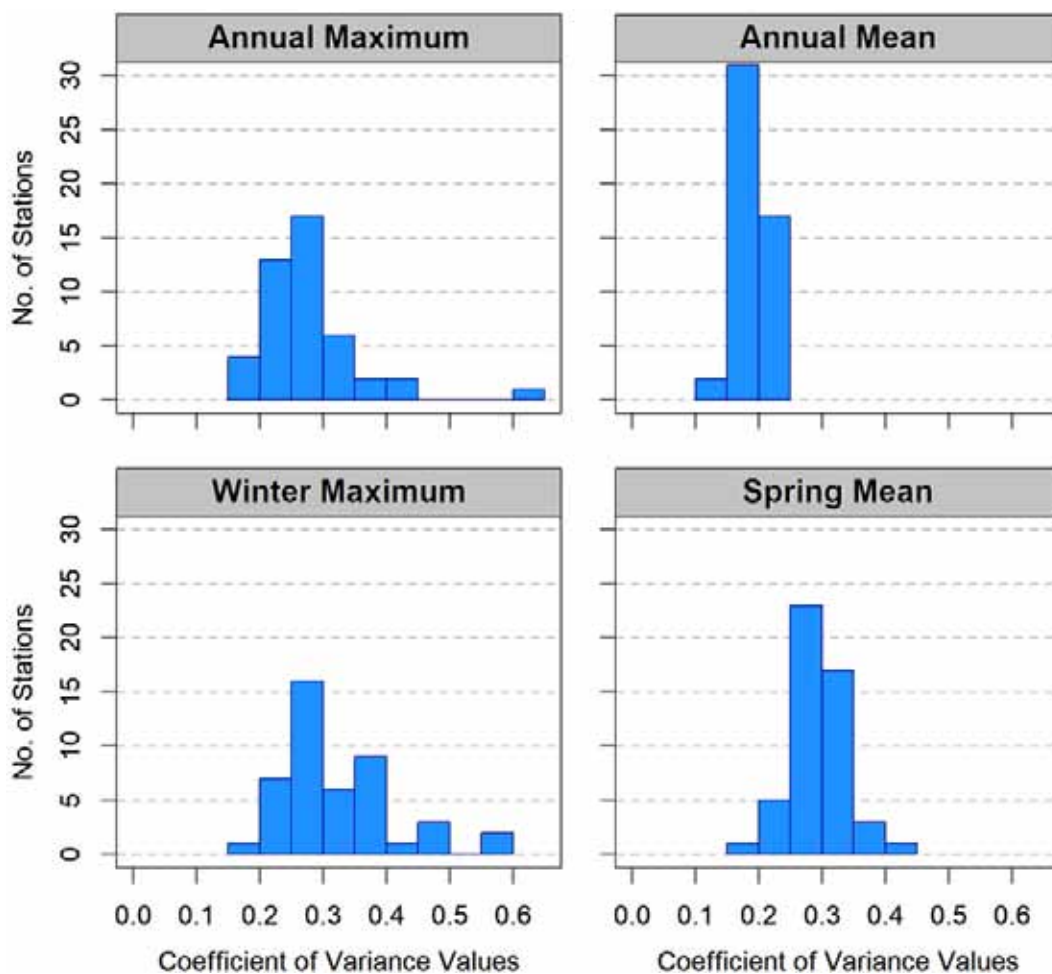 Annual Maximum
Annual Mean
No. of Stations
30
25
20
15
10
5
0
Winter Maximum
Spring Mean
No. of Stations
30
25
20
15
10
5
0
0.0 0.1 0.2 0.3 0.4 0.5 0.6
0.0 0.1 0.2 0.3 0.4 0.5 0.6
Coefficient of Variance Values
Coefficient of Variance Values